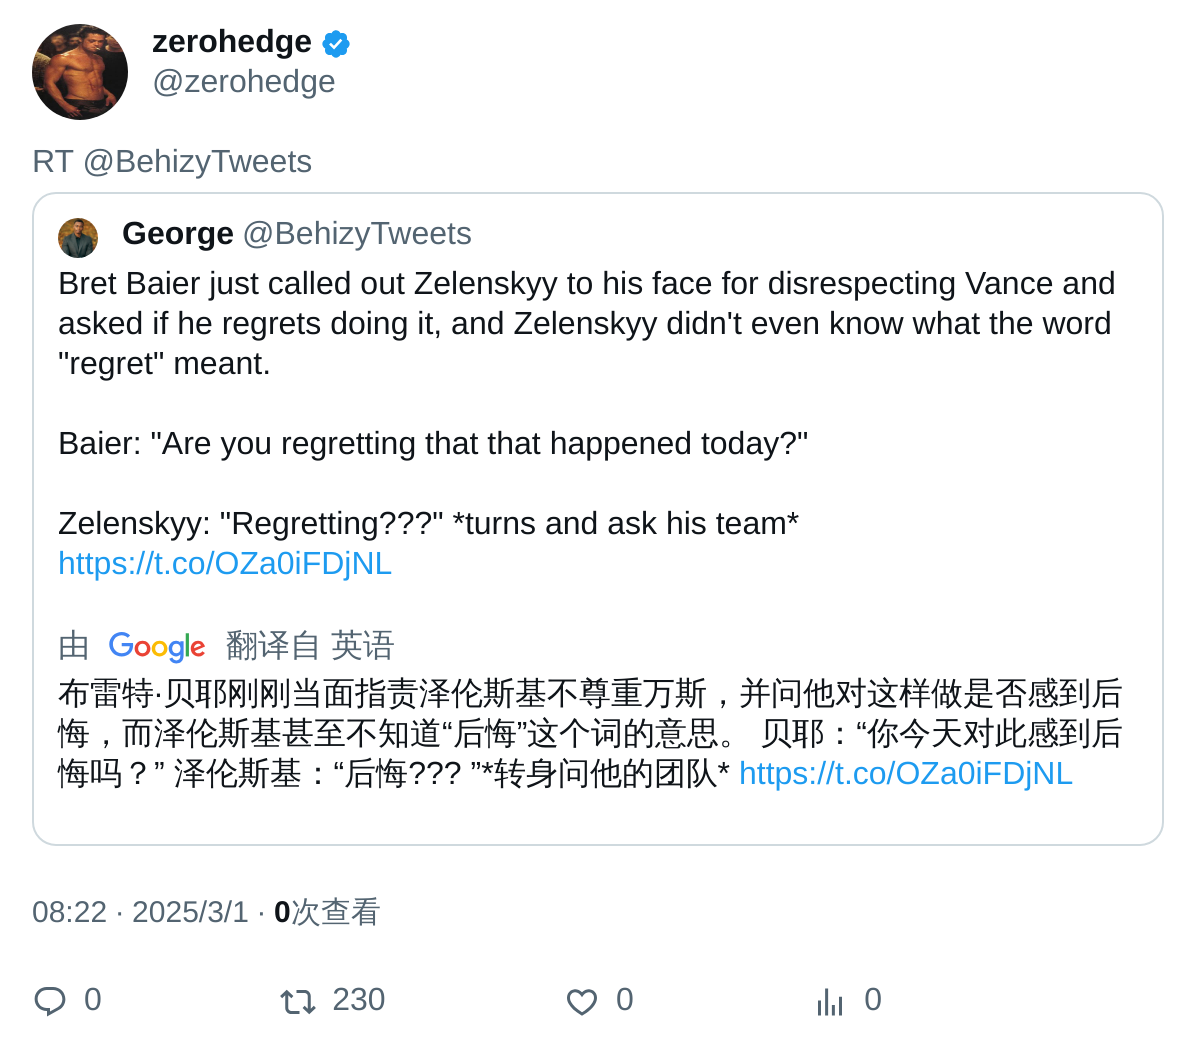 zerohedge
@zerohedge
RT @BehizyTweets
George @BehizyTweets
Bret Baier just called out Zelenskyy to his face for disrespecting Vance and
asked if he regrets doing it, and Zelenskyy didn't even know what the word
"regret" meant.
Baier: "Are you regretting that that happened today?"
Zelenskyy: "Regretting???" *turns and ask his team*
https://t.co/OZa0iFDjNL
由 Google 翻译自 英语
布雷特·贝耶刚刚当面指责泽伦斯基不尊重万斯，并问他对这样做是否感到后
悔，而泽伦斯基甚至不知道“后悔”这个词的意思。 贝耶：“你今天对此感到后
悔吗？” 泽伦斯基：“后悔??? ”*转身问他的团队* https://t.co/OZa0iFDjNL
08:22 · 2025/3/1 · 0次查看
0 230 0 0